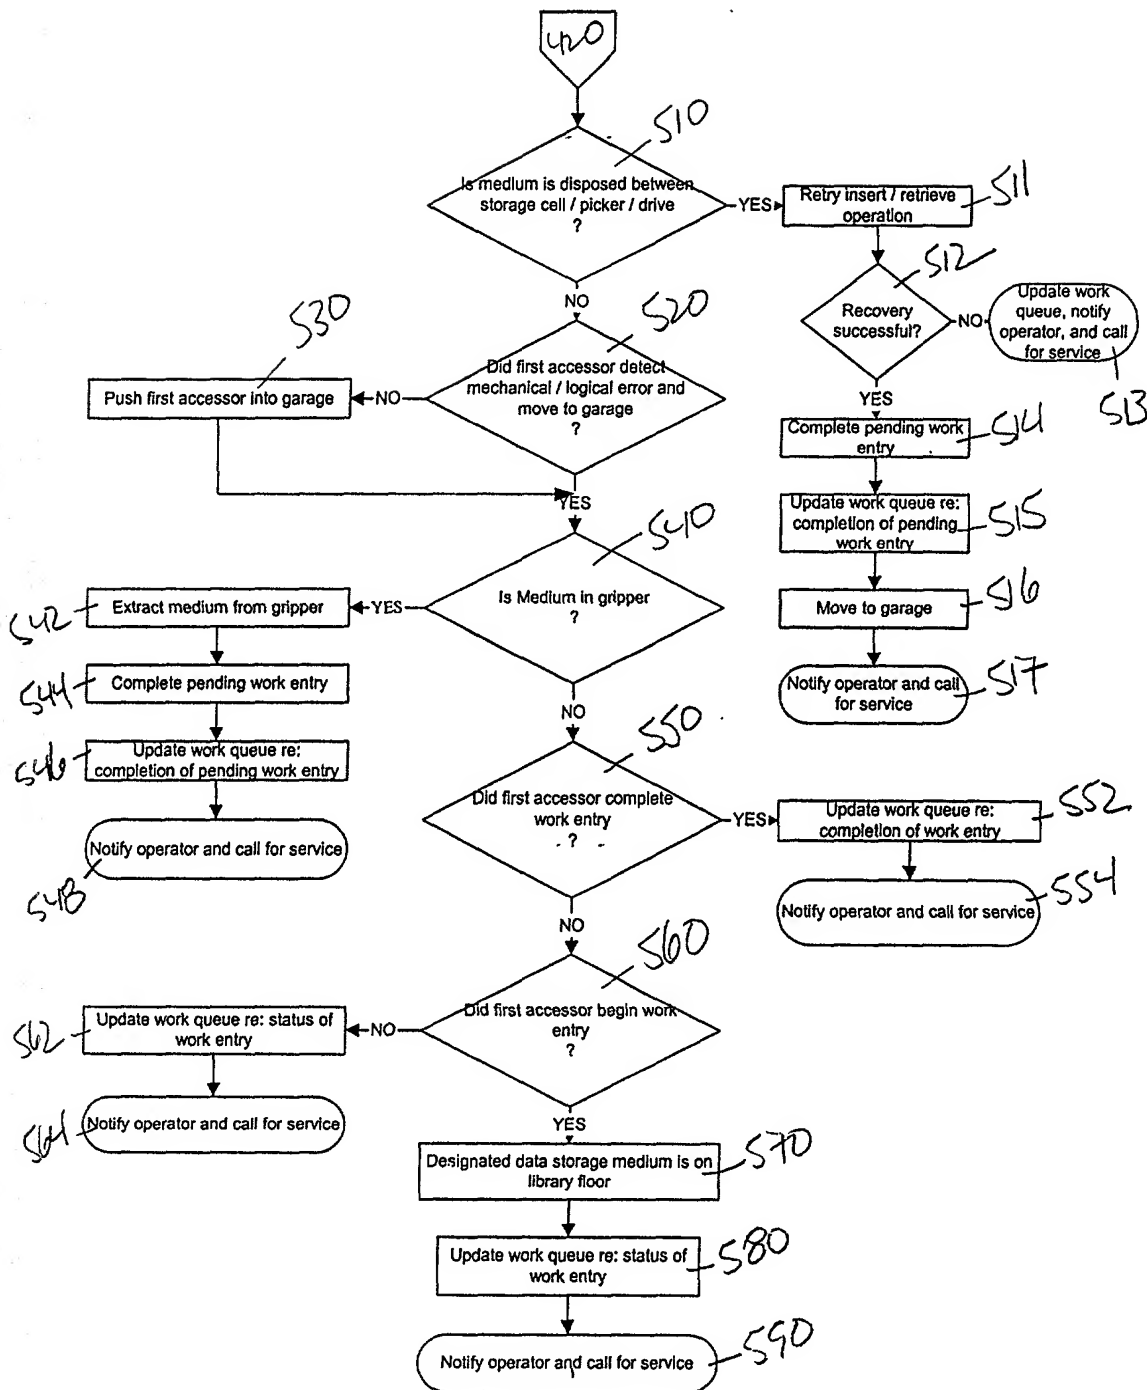 420
510
Is medium is disposed between
storage cell / picker / drive
?
YES
Retry insert / retrieve
operation
511
512
Recovery
successful?
NO
Update work
queue, notify
operator, and call
for service
513
YES
Complete pending work
entry
514
Update work queue re:
completion of pending
work entry
515
Move to garage
516
Notify operator and call
for service
517
NO
520
Did first accessor detect
mechanical / logical error and
move to garage
?
NO
530
Push first accessor into garage
YES
540
Is Medium in gripper
?
YES
542
Extract medium from gripper
544
Complete pending work entry
546
Update work queue re:
completion of pending work entry
548
Notify operator and call for service
NO
550
Did first accessor complete
work entry
?
YES
Update work queue re:
completion of work entry
552
Notify operator and call for service
554
NO
560
Did first accessor begin work
entry
?
NO
562
Update work queue re: status of
work entry
564
Notify operator and call for service
YES
Designated data storage medium is on
library floor
570
Update work queue re: status of
work entry
580
Notify operator and call for service
590